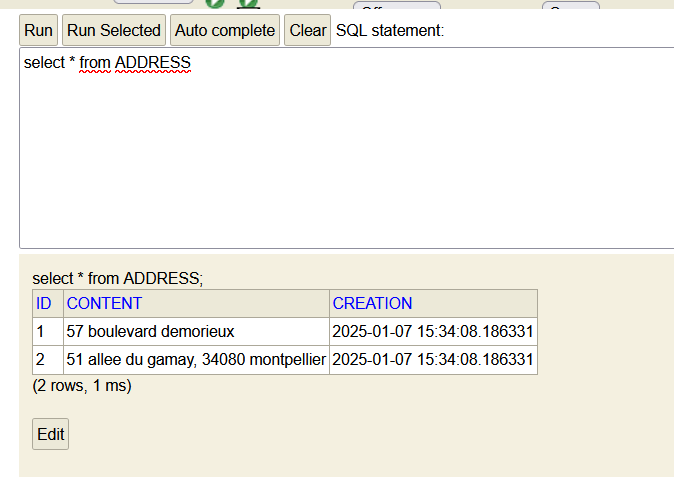 Run Run Selected Auto complete Clear SQL statement:
select * from ADDRESS
select * from ADDRESS;
ID CONTENT CREATION
1 57 boulevard demorieux 2025-01-07 15:34:08.186331
2 51 allee du gamay, 34080 montpellier 2025-01-07 15:34:08.186331
(2 rows, 1 ms)
Edit